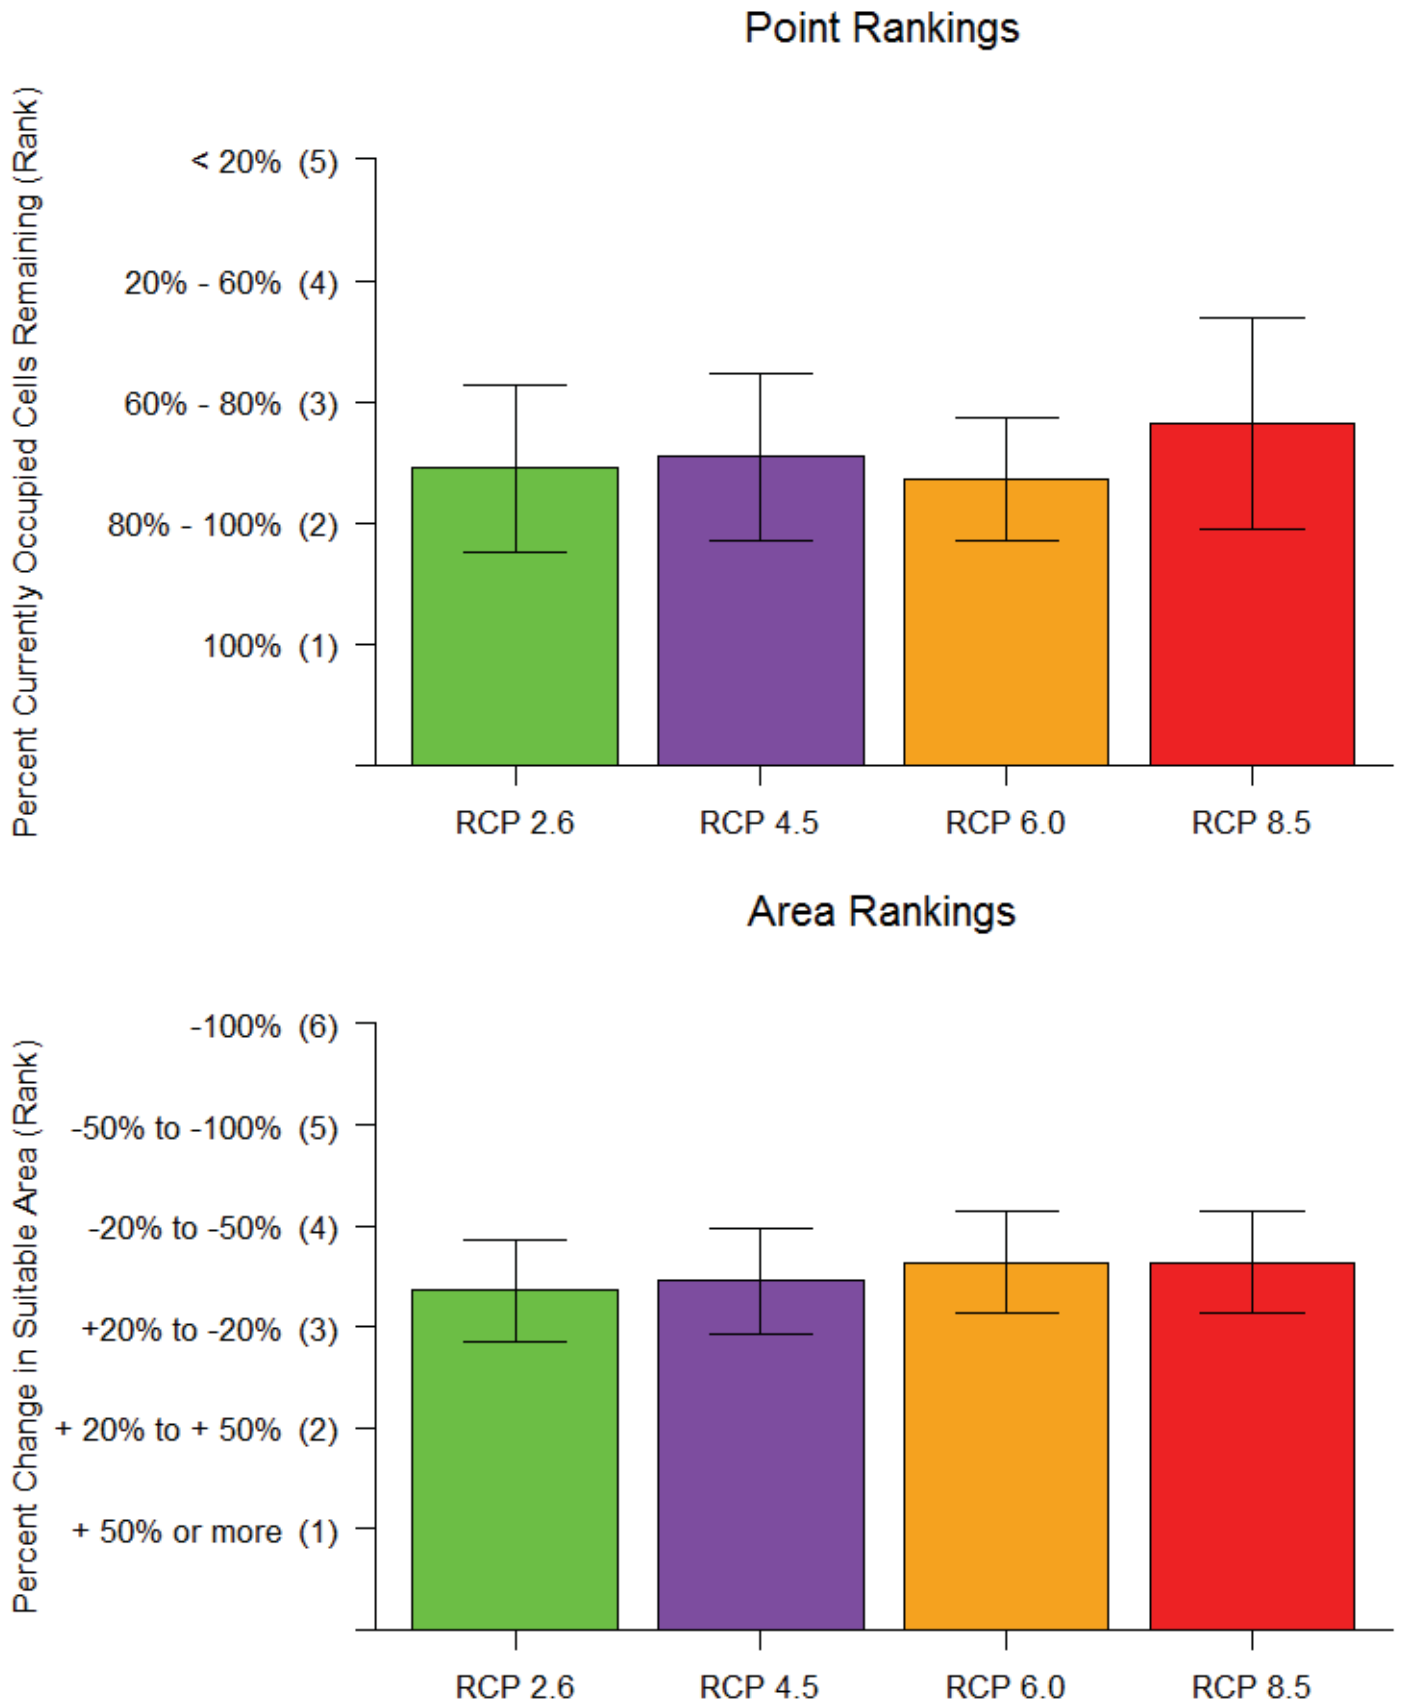 Point Rankings
Percent Currently Occupied Cells Remaining (Rank)
< 20% (5)
20% - 60% (4)
60% - 80% (3)
80% - 100% (2)
100% (1)
RCP 2.6 RCP 4.5 RCP 6.0 RCP 8.5
Area Rankings
Percent Change in Suitable Area (Rank)
-100% (6)
-50% to -100% (5)
-20% to -50% (4)
+20% to -20% (3)
+ 20% to + 50% (2)
+ 50% or more (1)
RCP 2.6 RCP 4.5 RCP 6.0 RCP 8.5